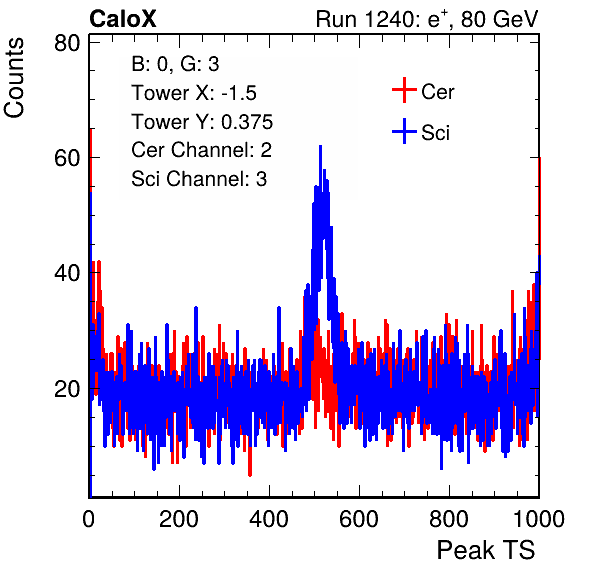 CaloX
Run 1240: e⁺, 80 GeV
Counts
80
60
40
20
B: 0, G: 3
Tower X: -1.5
Tower Y: 0.375
Cer Channel: 2
Sci Channel: 3
Cer
Sci
0 200 400 600 800 1000
Peak TS